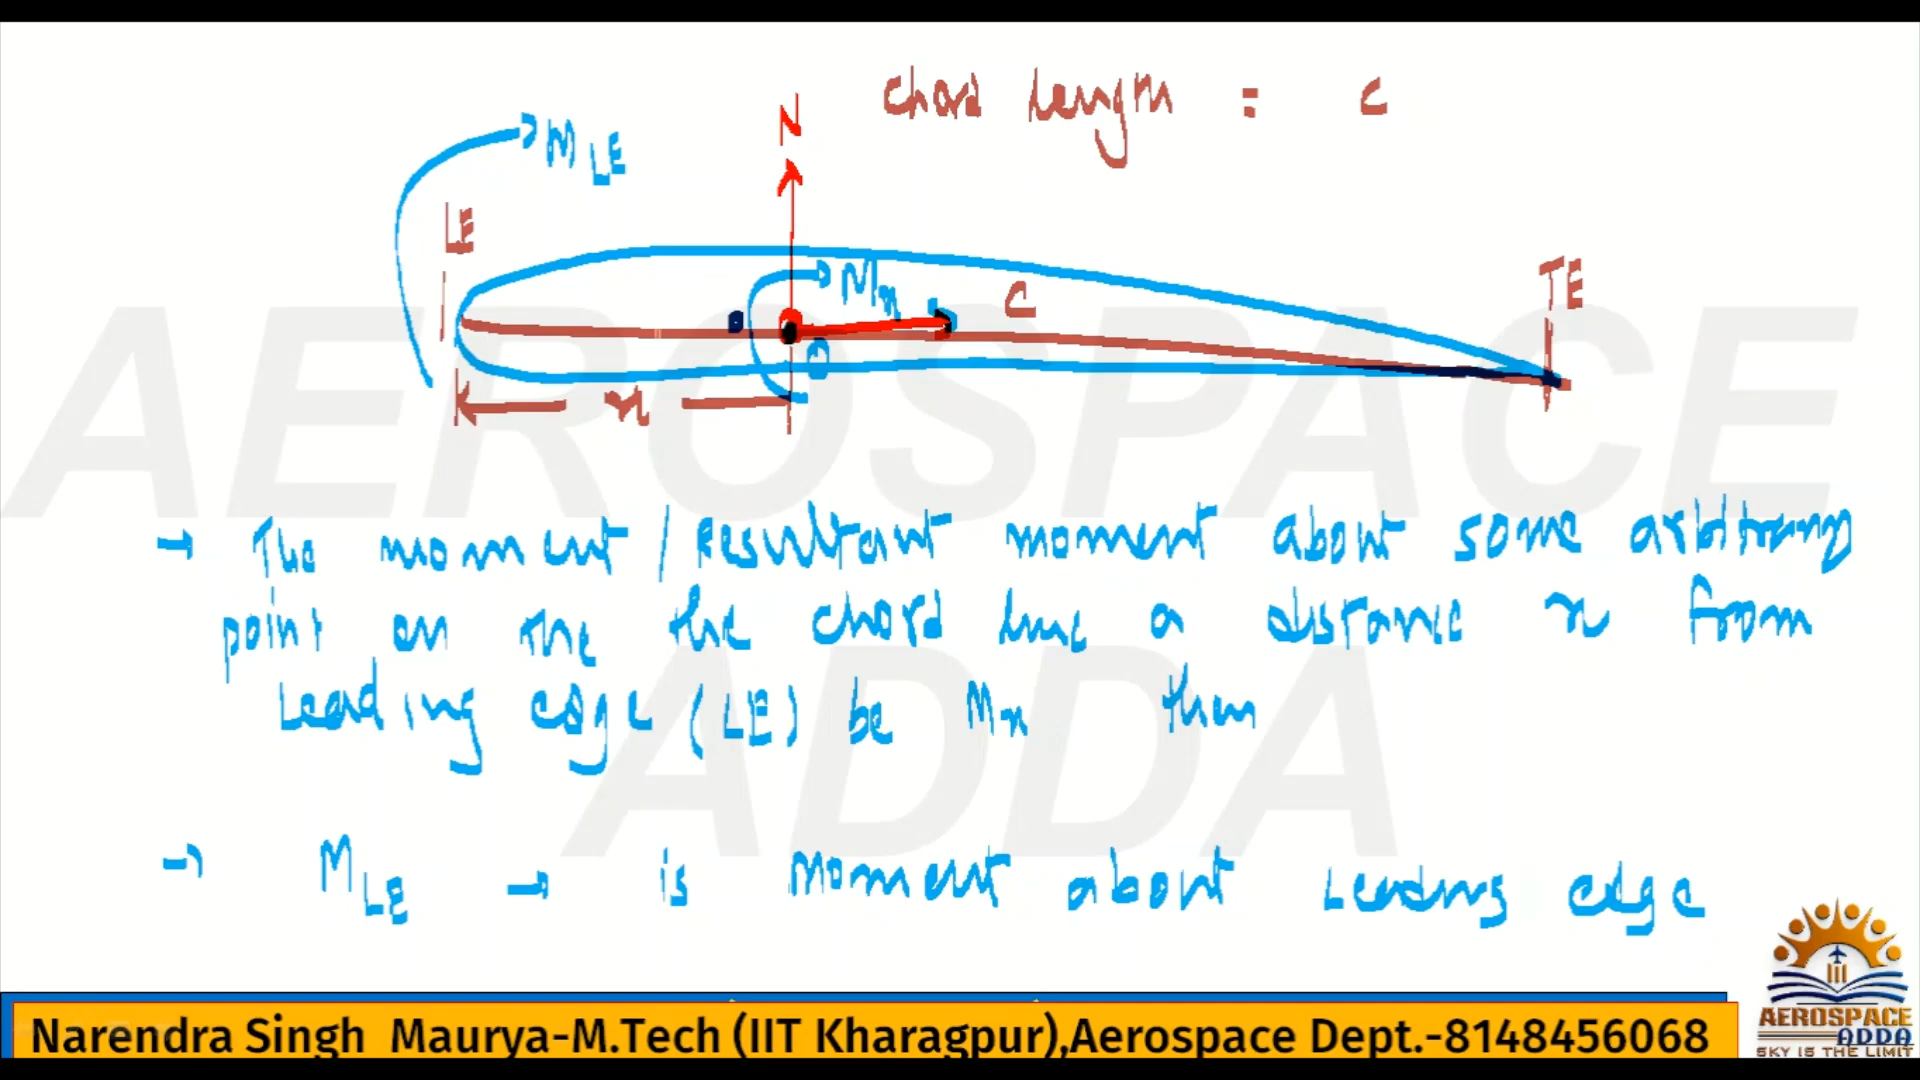 chord length = C
N
M LE
LE
Mx
C
TE
x
AEROSPACE
→ The moment / Resultant moment about some arbitrary
point on the the chord line a distance x from
Leading edge (LE) be Mx then
ADDA
→ MLE → is moment about Leading edge
Narendra Singh Maurya-M.Tech (IIT Kharagpur),Aerospace Dept.-8148456068
AEROSPACE
ADDA
SKY IS THE LIMIT